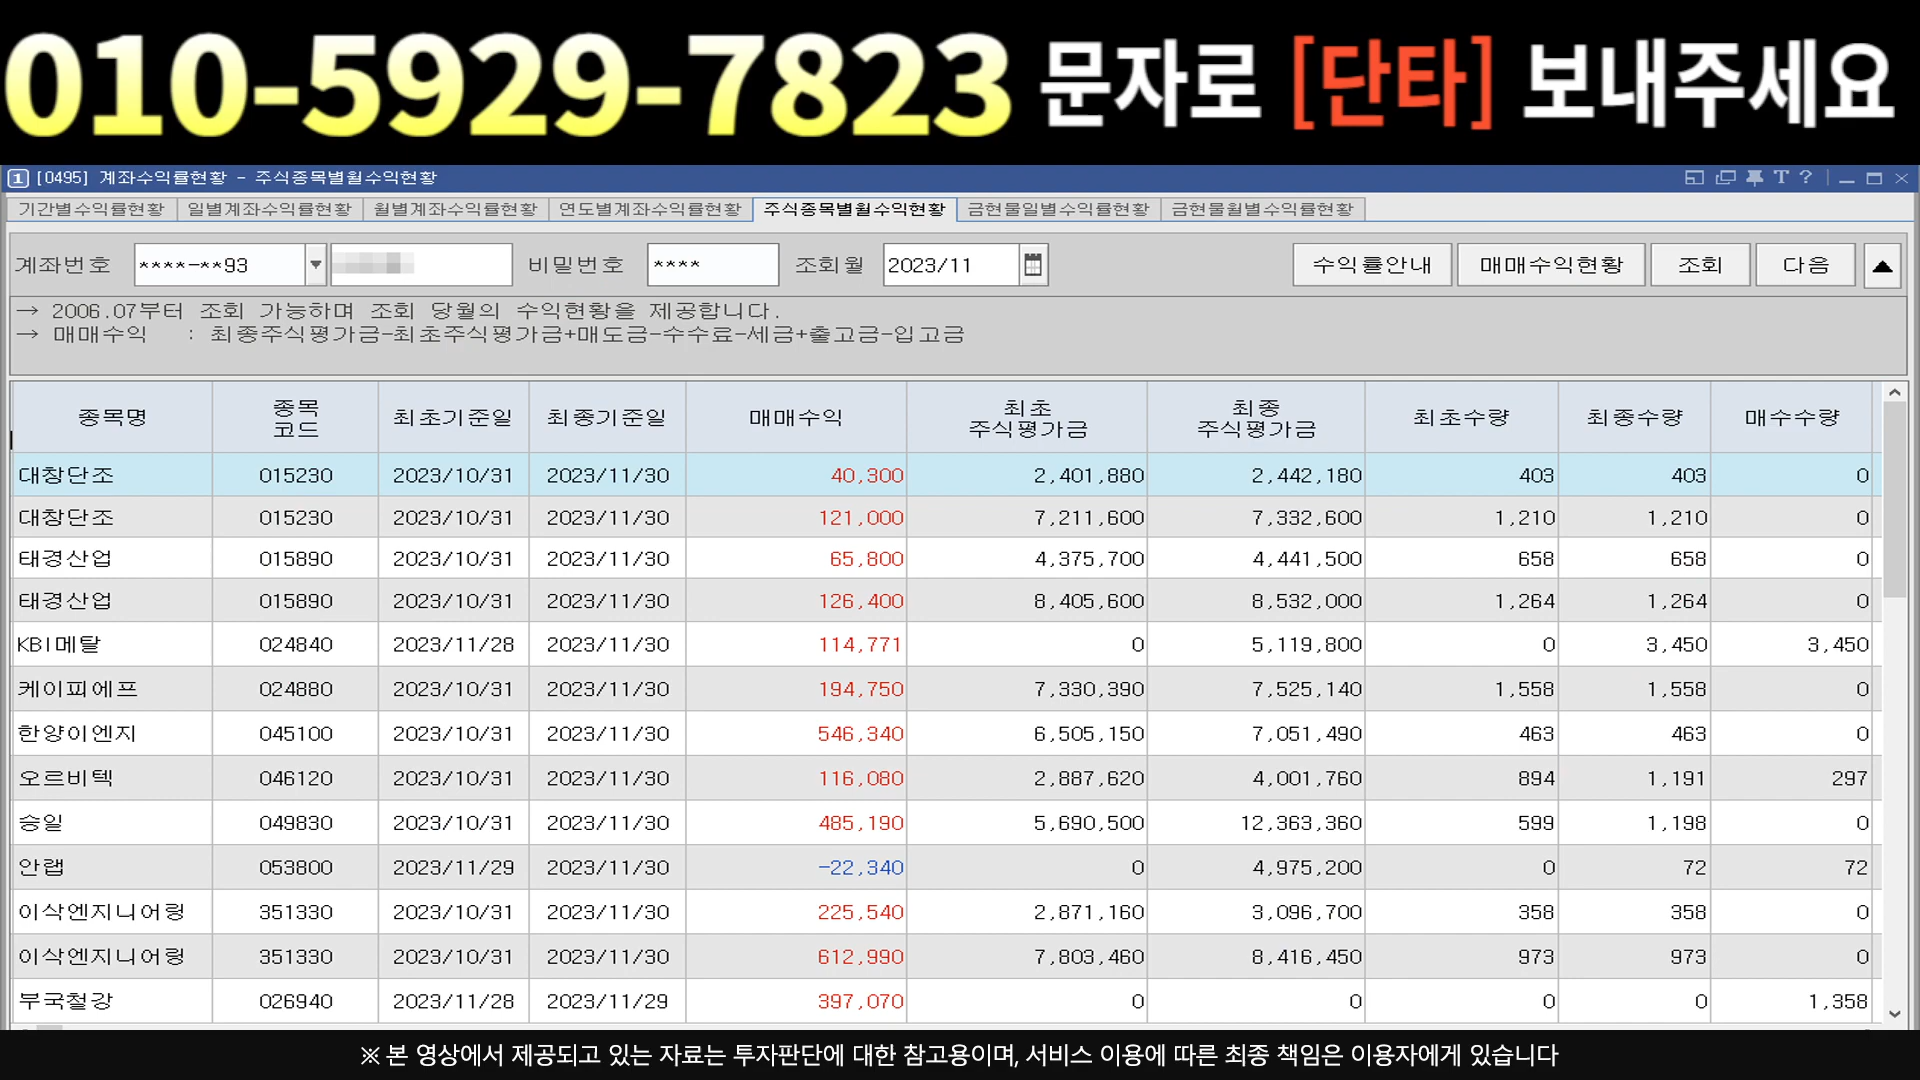 010-5929-7823 문자로 [단타] 보내주세요
1 [0495] 계좌수익률현황 - 주식종목별월수익현황
기간별수익률현황 일별계좌수익률현황 월별계좌수익률현황 연도별계좌수익률현황 주식종목별월수익현황 금현물일별수익률현황 금현물월별수익률현황
계좌번호 ****-**93 비밀번호 **** 조회월 2023/11 수익률안내 매매수익현황 조회 다음
→ 2006.07부터 조회 가능하며 조회 당월의 수익현황을 제공합니다.
→ 매매수익 : 최종주식평가금-최초주식평가금+매도금-수수료-세금+출고금-입고금
종목명 종목코드 최초기준일 최종기준일 매매수익 최초주식평가금 최종주식평가금 최초수량 최종수량 매수수량
대창단조 015230 2023/10/31 2023/11/30 40,300 2,401,880 2,442,180 403 403 0
대창단조 015230 2023/10/31 2023/11/30 121,000 7,211,600 7,332,600 1,210 1,210 0
태경산업 015890 2023/10/31 2023/11/30 65,800 4,375,700 4,441,500 658 658 0
태경산업 015890 2023/10/31 2023/11/30 126,400 8,405,600 8,532,000 1,264 1,264 0
KBI메탈 024840 2023/11/28 2023/11/30 114,771 0 5,119,800 0 3,450 3,450
케이피에프 024880 2023/10/31 2023/11/30 194,750 7,330,390 7,525,140 1,558 1,558 0
한양이엔지 045100 2023/10/31 2023/11/30 546,340 6,505,150 7,051,490 463 463 0
오르비텍 046120 2023/10/31 2023/11/30 116,080 2,887,620 4,001,760 894 1,191 297
승일 049830 2023/10/31 2023/11/30 485,190 5,690,500 12,363,360 599 1,198 0
안랩 053800 2023/11/29 2023/11/30 -22,340 0 4,975,200 0 72 72
이삭엔지니어링 351330 2023/10/31 2023/11/30 225,540 2,871,160 3,096,700 358 358 0
이삭엔지니어링 351330 2023/10/31 2023/11/30 612,990 7,803,460 8,416,450 973 973 0
부국철강 026940 2023/11/28 2023/11/29 397,070 0 0 0 0 1,358
※ 본 영상에서 제공되고 있는 자료는 투자판단에 대한 참고용이며, 서비스 이용에 따른 최종 책임은 이용자에게 있습니다